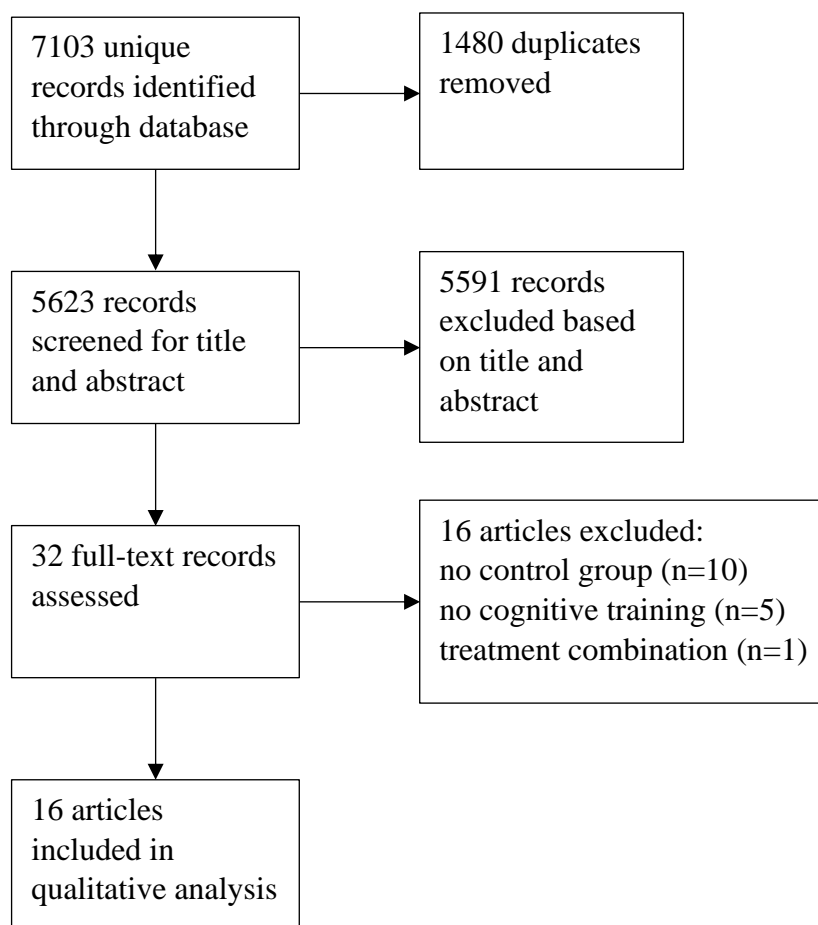 7103 unique
records identified
through database
1480 duplicates
removed
5623 records
screened for title
and abstract
5591 records
excluded based
on title and
abstract
32 full-text records
assessed
16 articles excluded:
no control group (n=10)
no cognitive training (n=5)
treatment combination (n=1)
16 articles
included in
qualitative analysis